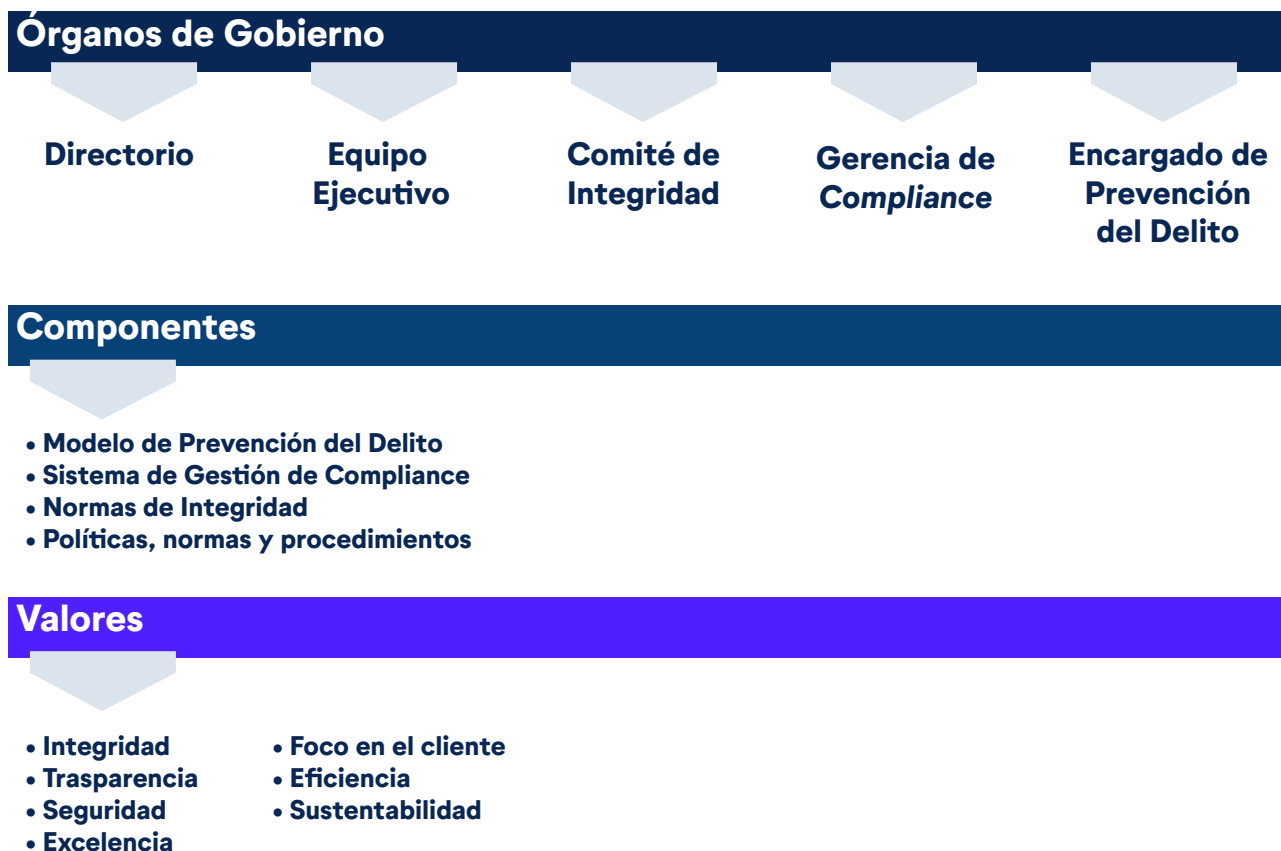 Órganos de Gobierno
Directorio
Equipo
Ejecutivo
Comité de
Integridad
Gerencia de
Compliance
Encargado de
Prevención
del Delito
Componentes
• Modelo de Prevención del Delito
• Sistema de Gestión de Compliance
• Normas de Integridad
• Políticas, normas y procedimientos
Valores
• Integridad
• Trasparencia
• Seguridad
• Excelencia
• Foco en el cliente
• Eficiencia
• Sustentabilidad